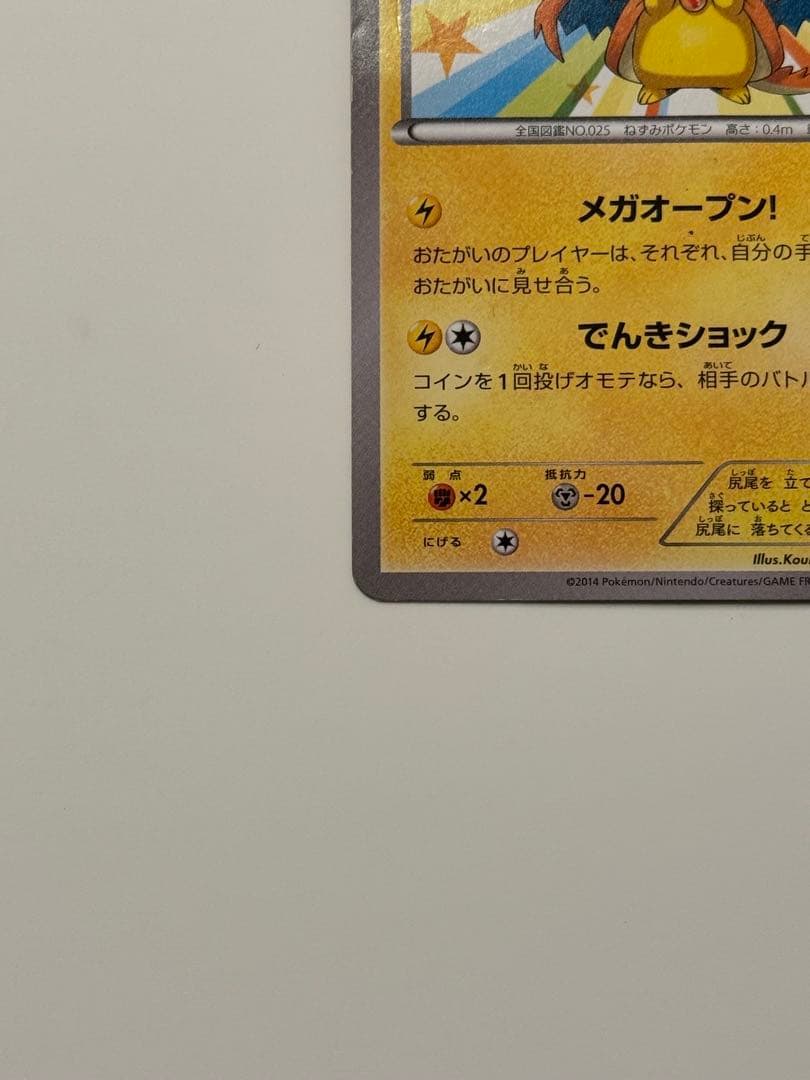 全国図鑑NO.025 ねずみポケモン 高さ:0.4m
メガオープン!
おたがいのプレイヤーは、それぞれ、自分の手
おたがいに見せ合う。
でんきショック
コインを1回投げオモテなら、相手のバトル
する。
弱点 抵抗力
×2 -20
にげる
尻尾を 立て
探っていると と
尻尾に 落ちてくる
Illus.Kou
©2014 Pokémon/Nintendo/Creatures/GAME FR